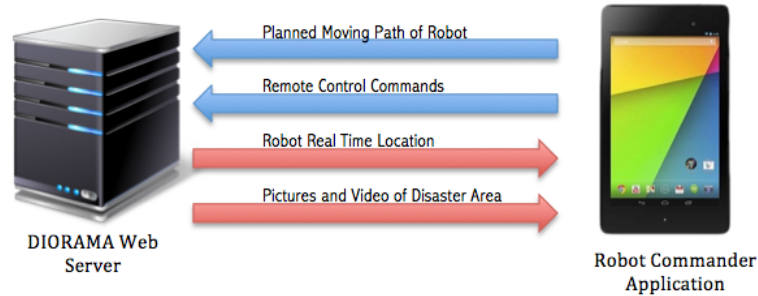 Planned Moving Path of Robot
Remote Control Commands
Robot Real Time Location
Pictures and Video of Disaster Area
DIORAMA Web
Server
Robot Commander
Application